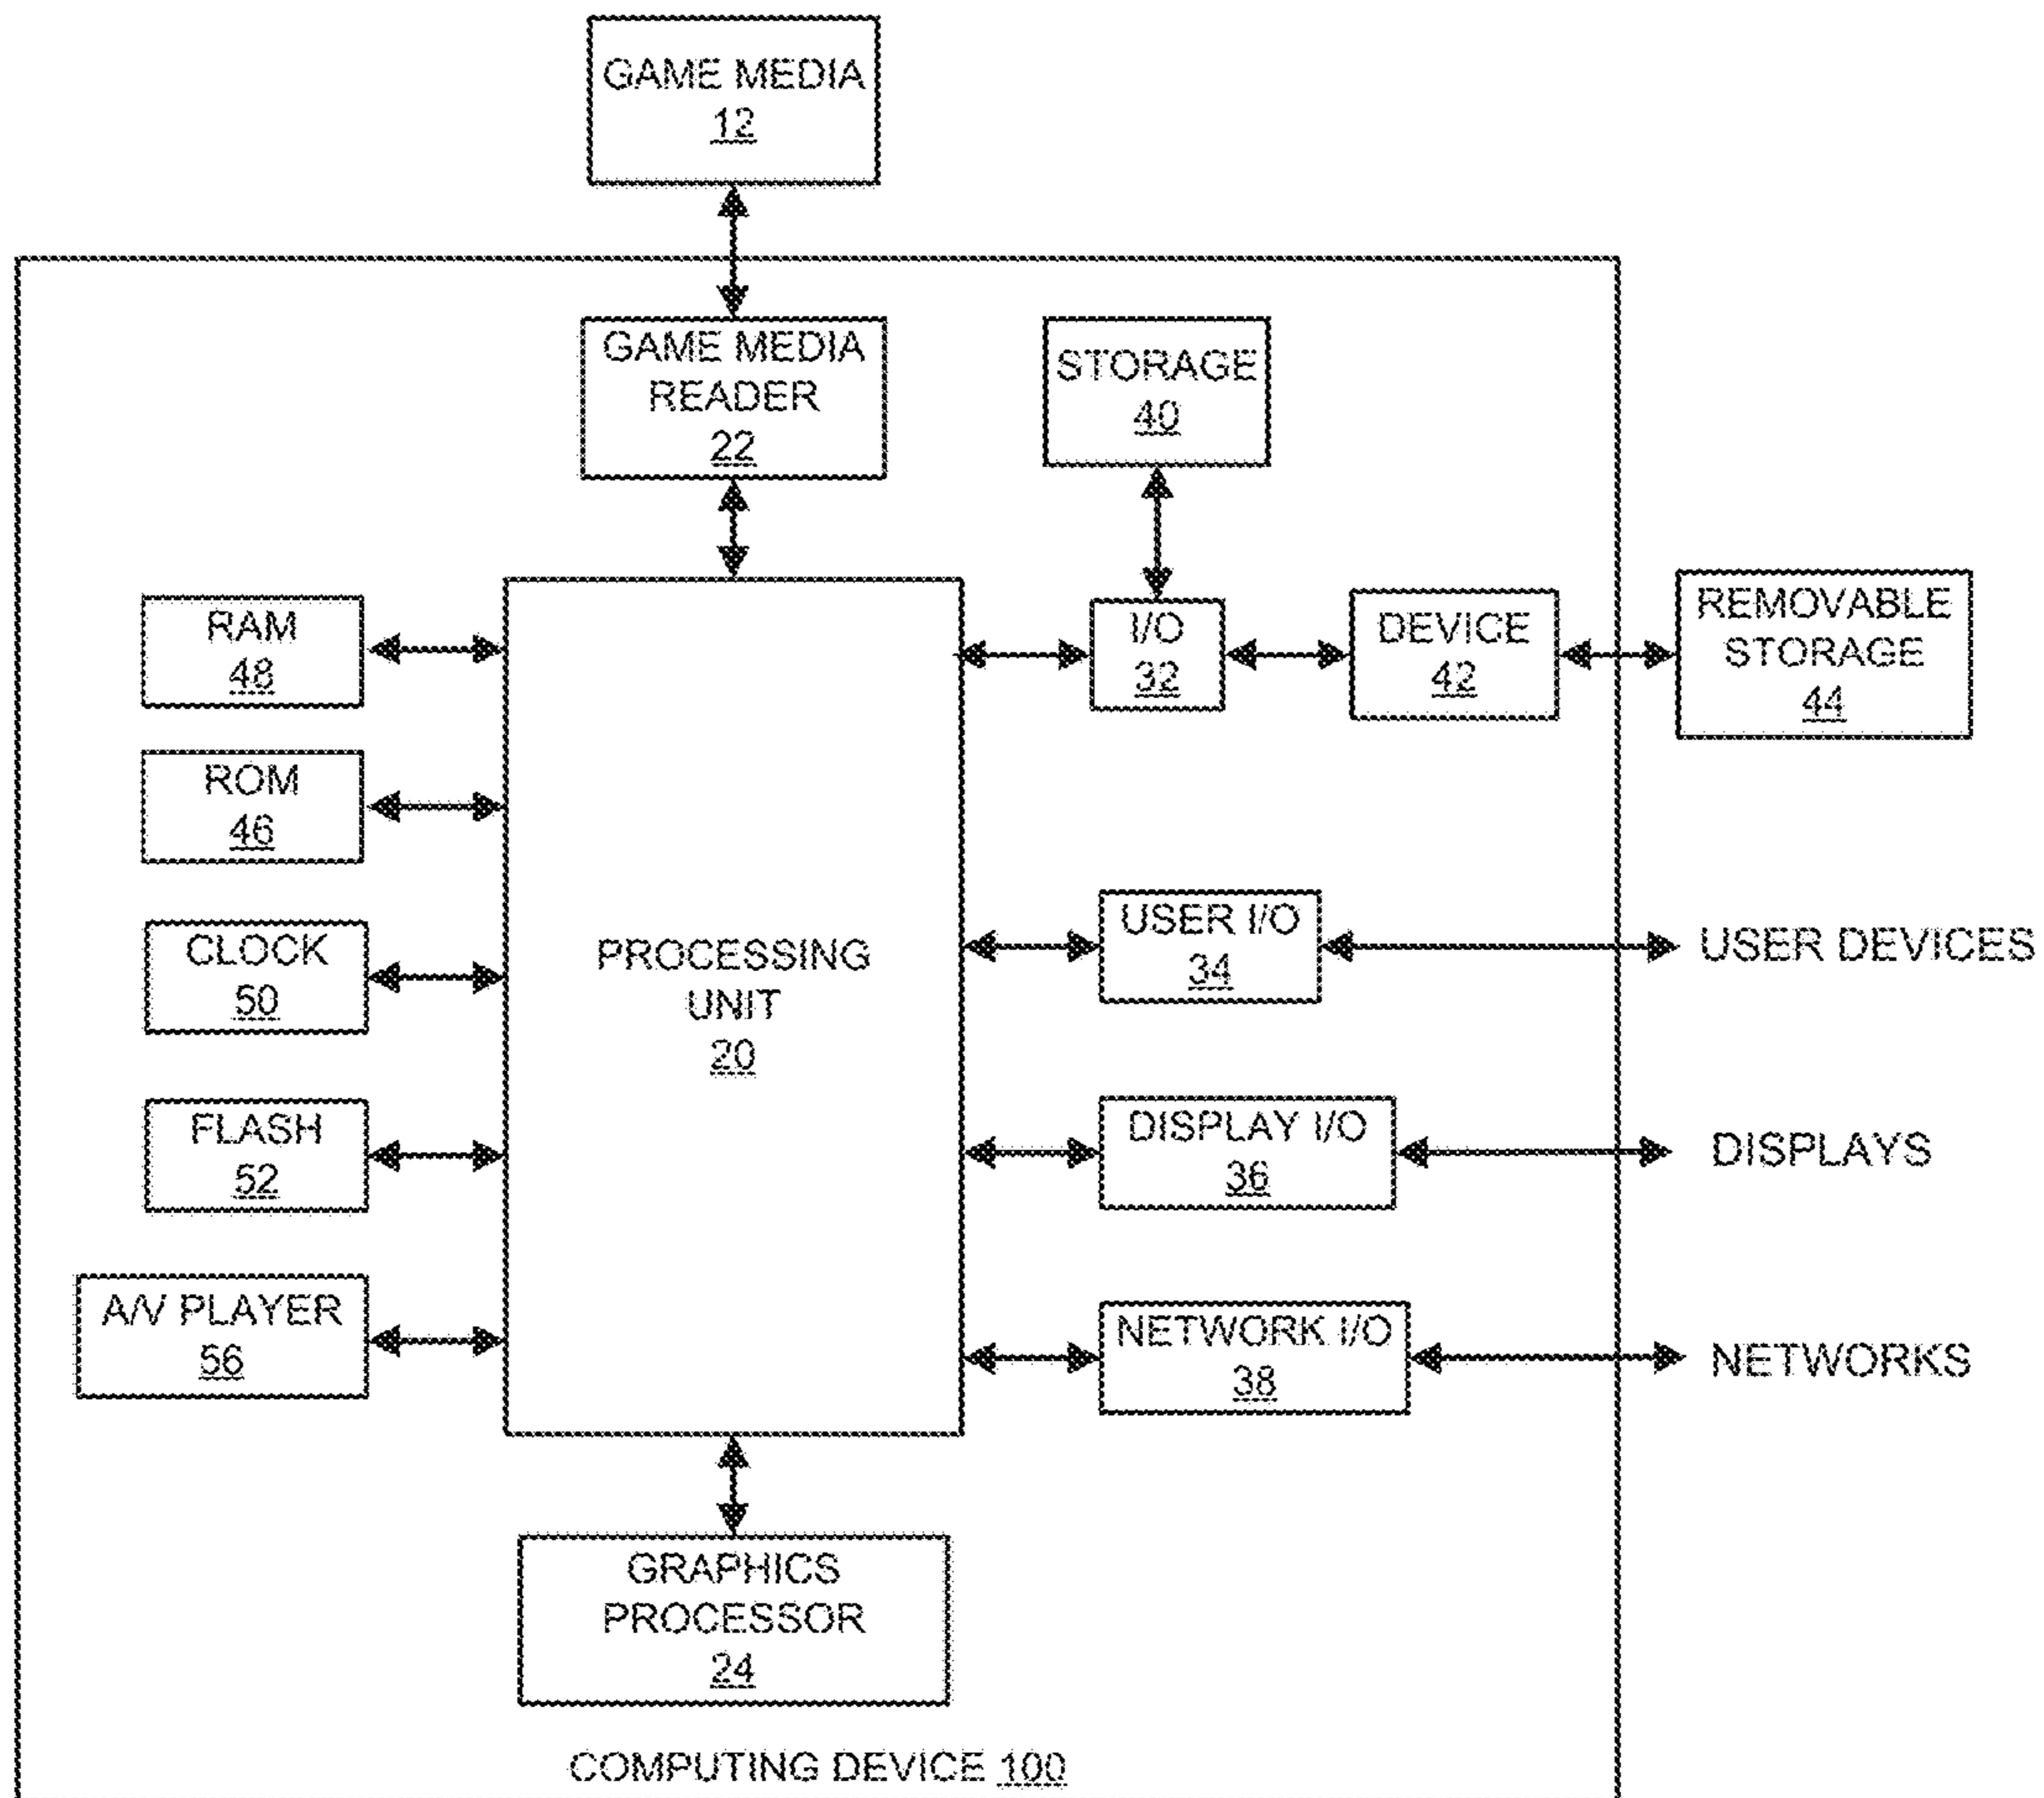 GAME MEDIA
12
GAME MEDIA
READER
22
STORAGE
40
RAM
48
I/O
32
DEVICE
42
REMOVABLE
STORAGE
44
ROM
46
CLOCK
50
PROCESSING
UNIT
20
USER I/O
34
USER DEVICES
FLASH
52
DISPLAY I/O
36
DISPLAYS
A/V PLAYER
56
NETWORK I/O
38
NETWORKS
GRAPHICS
PROCESSOR
24
COMPUTING DEVICE 100